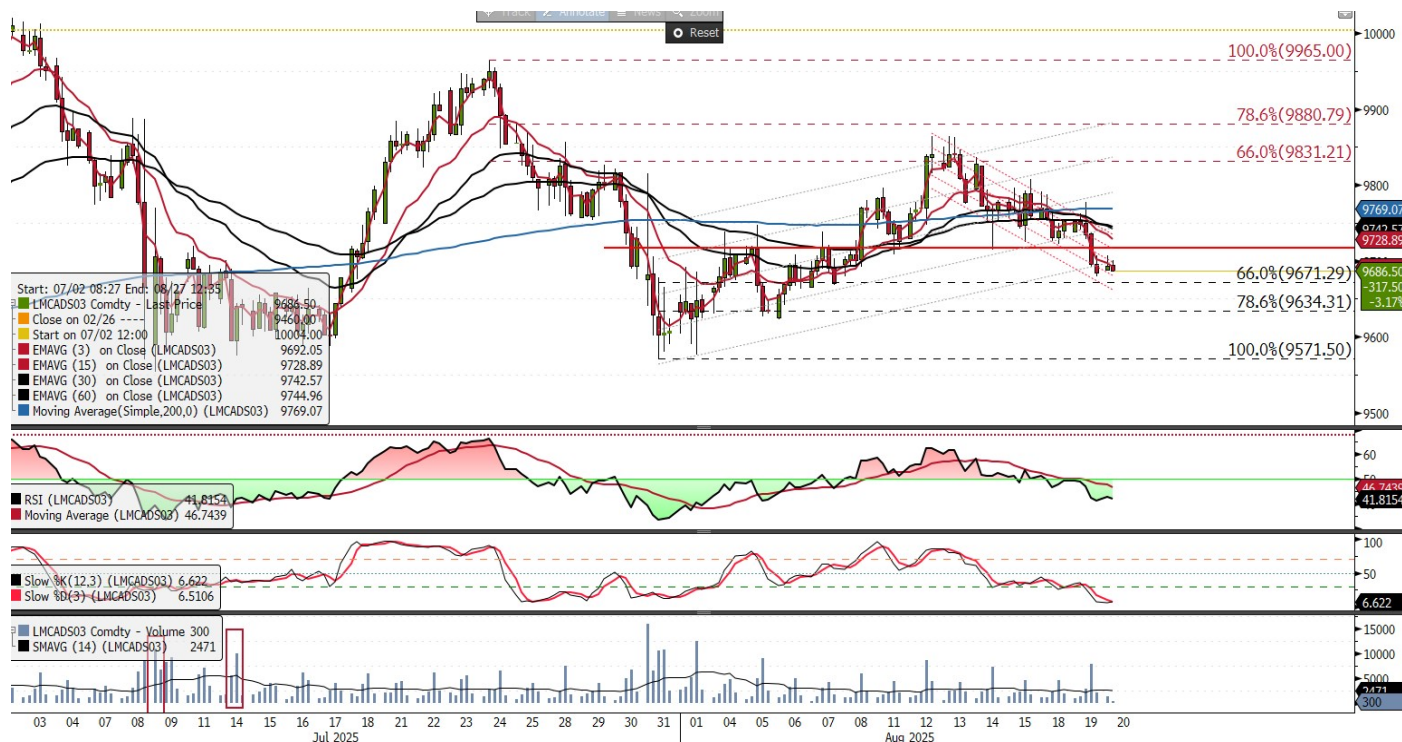 Track Annotate News Zoom
Reset
10000
100.0%(9965.00)
9900
78.6%(9880.79)
66.0%(9831.21)
9800
9769.07
9742.57
9728.89
9686.50
-317.50
-3.17%
66.0%(9671.29)
78.6%(9634.31)
9600
100.0%(9571.50)
9500
Start: 07/02 08:27 End: 08/27 12:35
LMCADS03 Comdty - Last Price 9686.50
Close on 02/26 ---- 9460.00
Start on 07/02 12:00 10004.00
EMAVG (3) on Close (LMCADS03) 9692.05
EMAVG (15) on Close (LMCADS03) 9728.89
EMAVG (30) on Close (LMCADS03) 9742.57
EMAVG (60) on Close (LMCADS03) 9744.96
Moving Average(Simple,200,0) (LMCADS03) 9769.07
60
50
46.7439
41.8154
RSI (LMCADS03) 41.8154
Moving Average (LMCADS03) 46.7439
100
50
6.622
Slow %K(12,3) (LMCADS03) 6.622
Slow %D(3) (LMCADS03) 6.5106
LMCADS03 Comdty - Volume 300
SMAVG (14) (LMCADS03) 2471
15000
10000
5000
2471
300
03 04 07 08 09 11 14 15 16 17 18 21 22 23 24 25 28 29 30 31 01 04 05 06 07 08 11 12 13 14 15 18 19 20
Jul 2025 Aug 2025